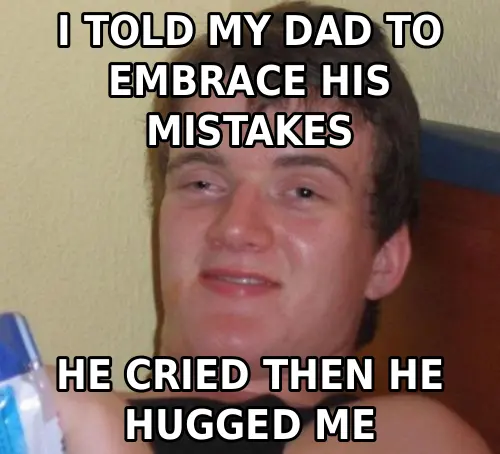 I TOLD MY DAD TO
EMBRACE HIS
MISTAKES
HE CRIED THEN HE
HUGGED ME